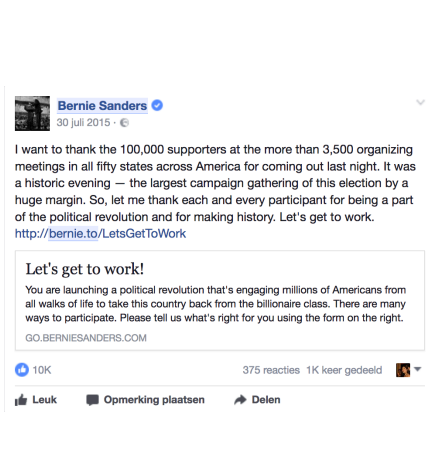 Bernie Sanders
30 juli 2015 ·
I want to thank the 100,000 supporters at the more than 3,500 organizing
meetings in all fifty states across America for coming out last night. It was
a historic evening — the largest campaign gathering of this election by a
huge margin. So, let me thank each and every participant for being a part
of the political revolution and for making history. Let's get to work.
http://bernie.to/LetsGetToWork
Let's get to work!
You are launching a political revolution that's engaging millions of Americans from
all walks of life to take this country back from the billionaire class. There are many
ways to participate. Please tell us what's right for you using the form on the right.
GO.BERNIESANDERS.COM
10K 375 reacties 1K keer gedeeld
Leuk Opmerking plaatsen Delen